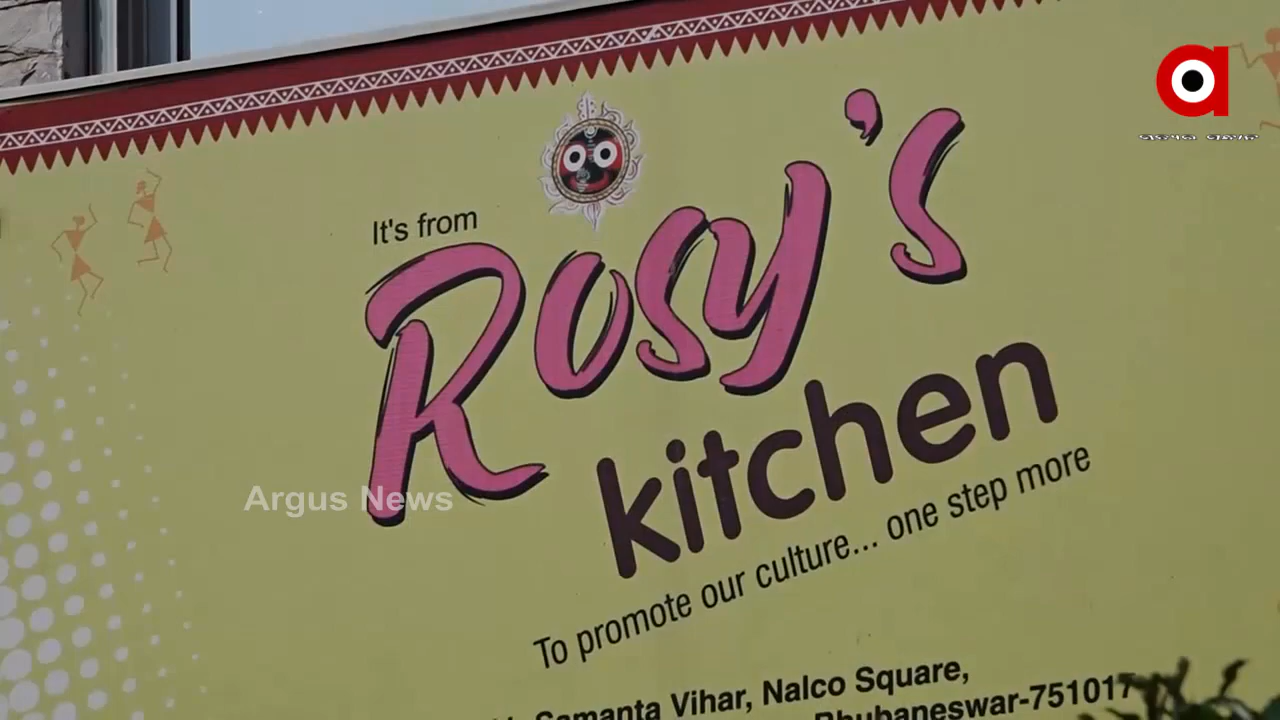 It's from
Rosy's
kitchen
To promote our culture... one step more
Samanta Vihar, Nalco Square,
Bhubaneswar-751017
Argus News